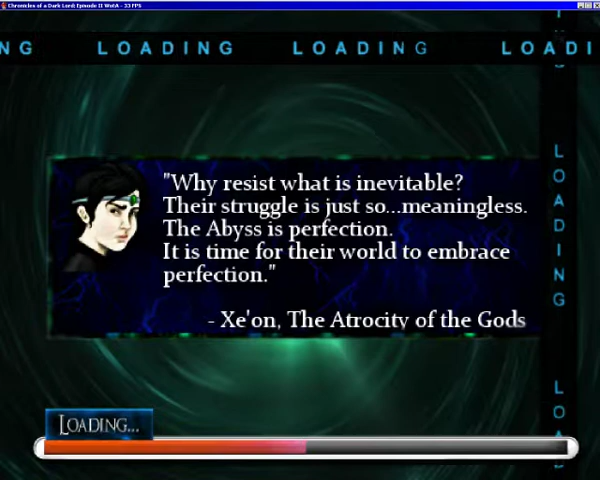 Chronicles of a Dark Lord: Episode II WotA - 33 FPS
NG LOADING LOADING LOADI
"Why resist what is inevitable?
Their struggle is just so...meaningless.
The Abyss is perfection.
It is time for their world to embrace
perfection."
- Xe'on, The Atrocity of the Gods
LOADING
LOAD
LOADING...